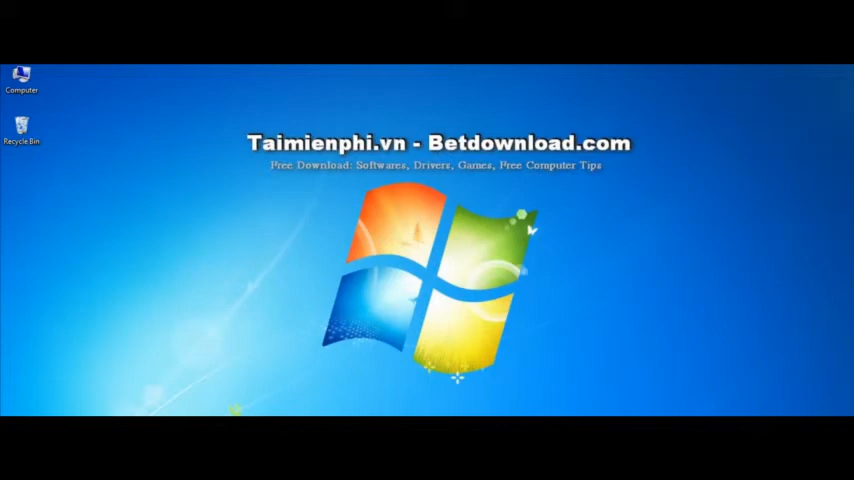 Computer
Recycle Bin
Taimienphi.vn - Betdownload.com
Free Download: Softwares, Drivers, Games, Free Computer Tips